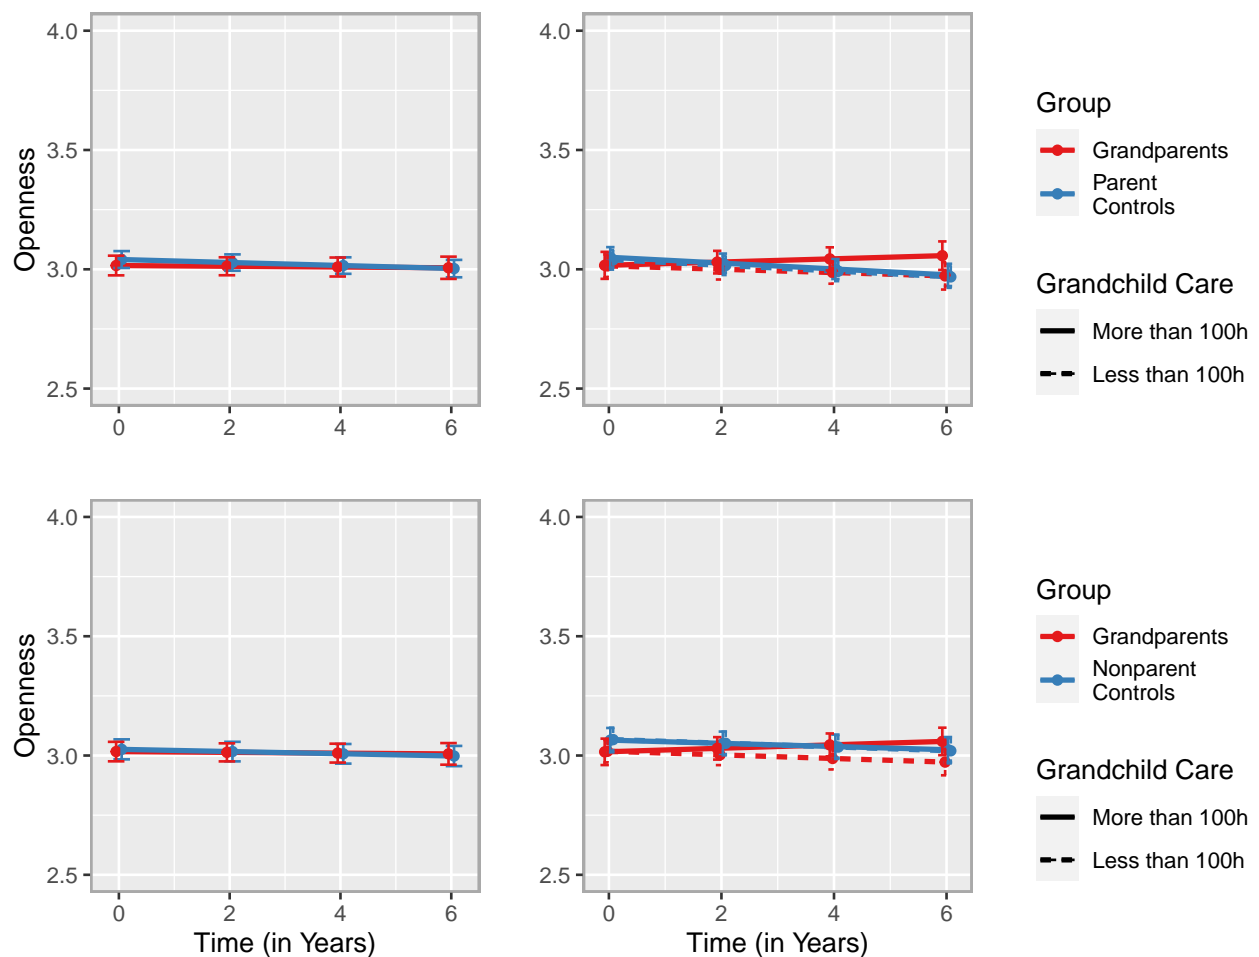 4.0
3.5
3.0
2.5
Openness
0 2 4 6
4.0
3.5
3.0
2.5
0 2 4 6
Group
Grandparents
Parent
Controls
Grandchild Care
More than 100h
Less than 100h
4.0
3.5
3.0
2.5
Openness
0 2 4 6
Time (in Years)
4.0
3.5
3.0
2.5
0 2 4 6
Time (in Years)
Group
Grandparents
Nonparent
Controls
Grandchild Care
More than 100h
Less than 100h